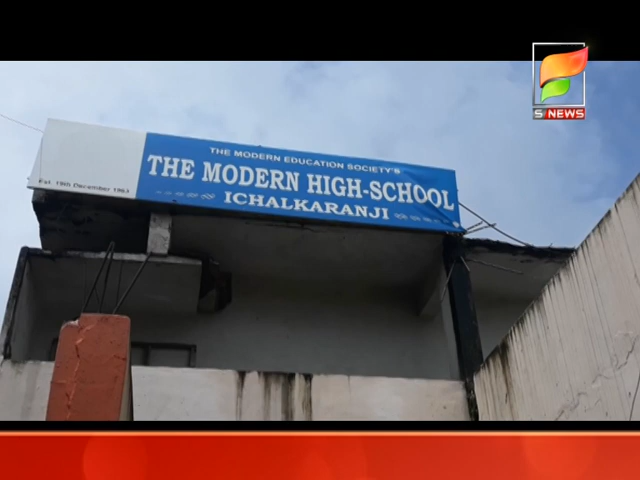 S NEWS
THE MODERN EDUCATION SOCIETY'S
THE MODERN HIGH-SCHOOL
ICHALKARANJI
Est. 19th December 1963